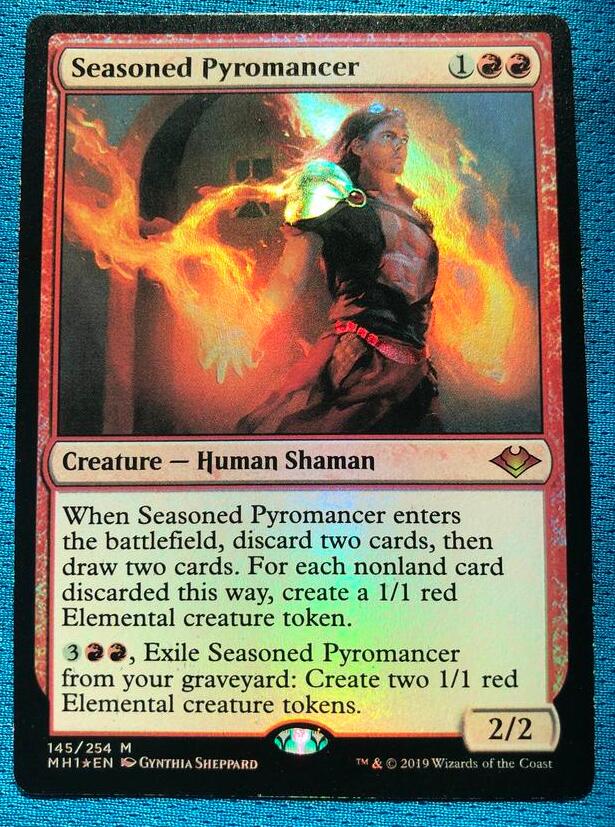 Seasoned Pyromancer 1
Creature — Human Shaman
When Seasoned Pyromancer enters
the battlefield, discard two cards, then
draw two cards. For each nonland card
discarded this way, create a 1/1 red
Elemental creature token.
3, Exile Seasoned Pyromancer
from your graveyard: Create two 1/1 red
Elemental creature tokens.
2/2
145/254 M
MH1★EN Cynthia Sheppard
™ & © 2019 Wizards of the Coast